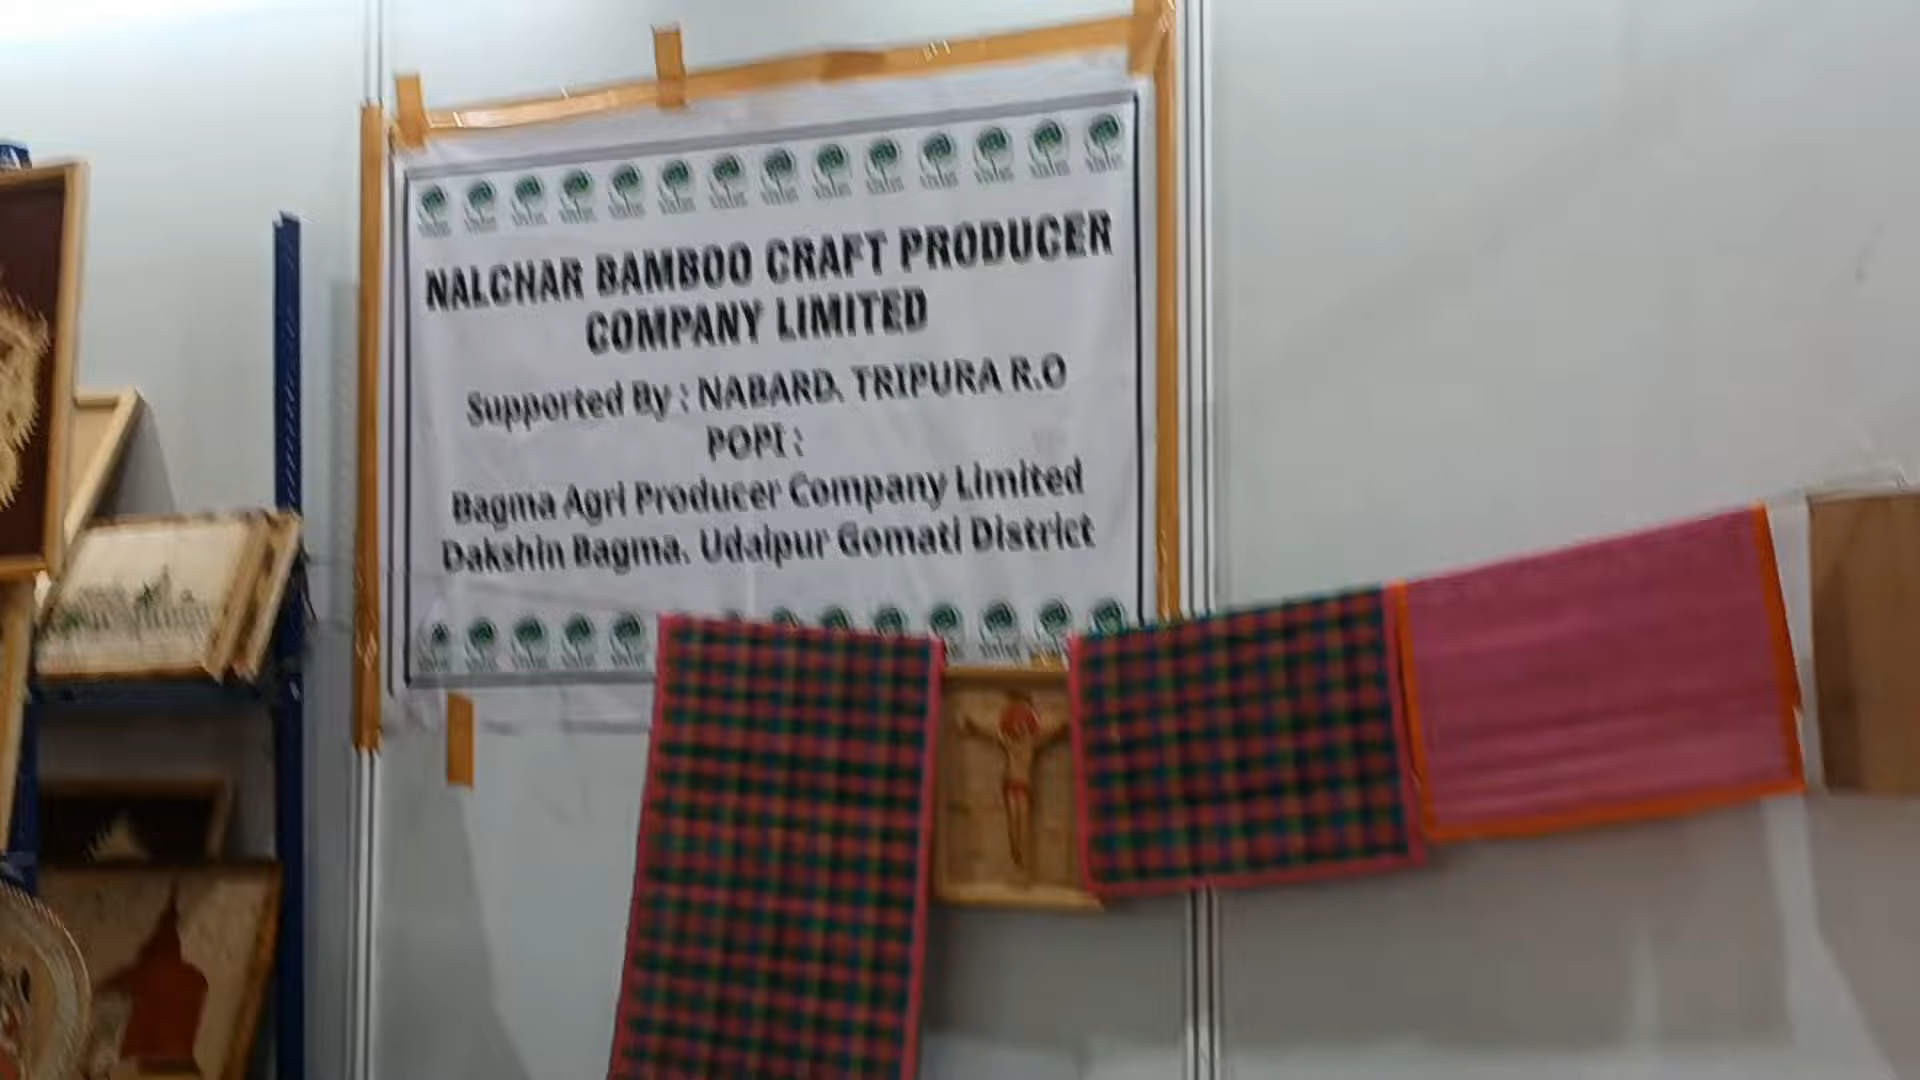 NALCHAR BAMBOO CRAFT PRODUCER
COMPANY LIMITED
Supported By : NABARD. TRIPURA R.O
POPI :
Bagma Agri Producer Company Limited
Dakshin Bagma. Udaipur Gomati District